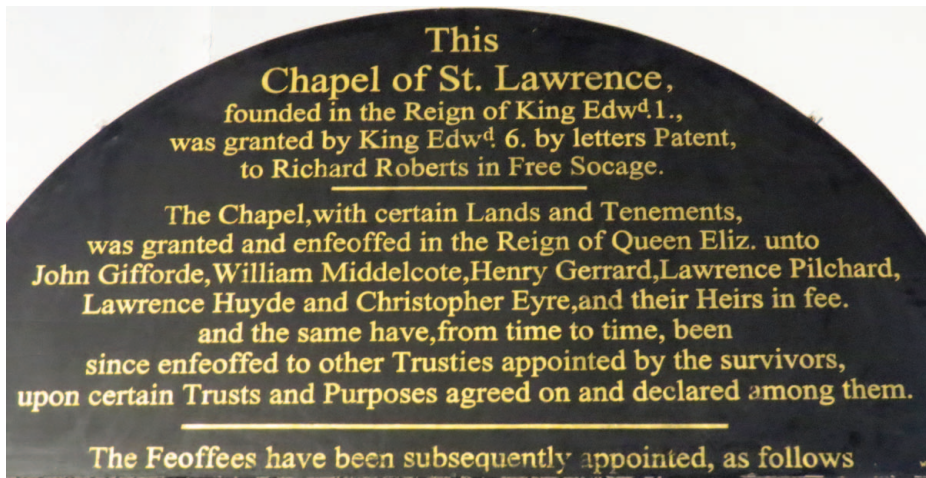 This
Chapel of St. Lawrence,
founded in the Reign of King Edwᵈ.1.,
was granted by King Edwᵈ. 6. by letters Patent,
to Richard Roberts in Free Socage.
The Chapel,with certain Lands and Tenements,
was granted and enfeoffed in the Reign of Queen Eliz. unto
John Gifforde,William Middelcote,Henry Gerrard,Lawrence Pilchard,
Lawrence Huyde and Christopher Eyre,and their Heirs in fee.
and the same have,from time to time, been
since enfeoffed to other Trusties appointed by the survivors,
upon certain Trusts and Purposes agreed on and declared among them.
The Feoffees have been subsequently appointed, as follows